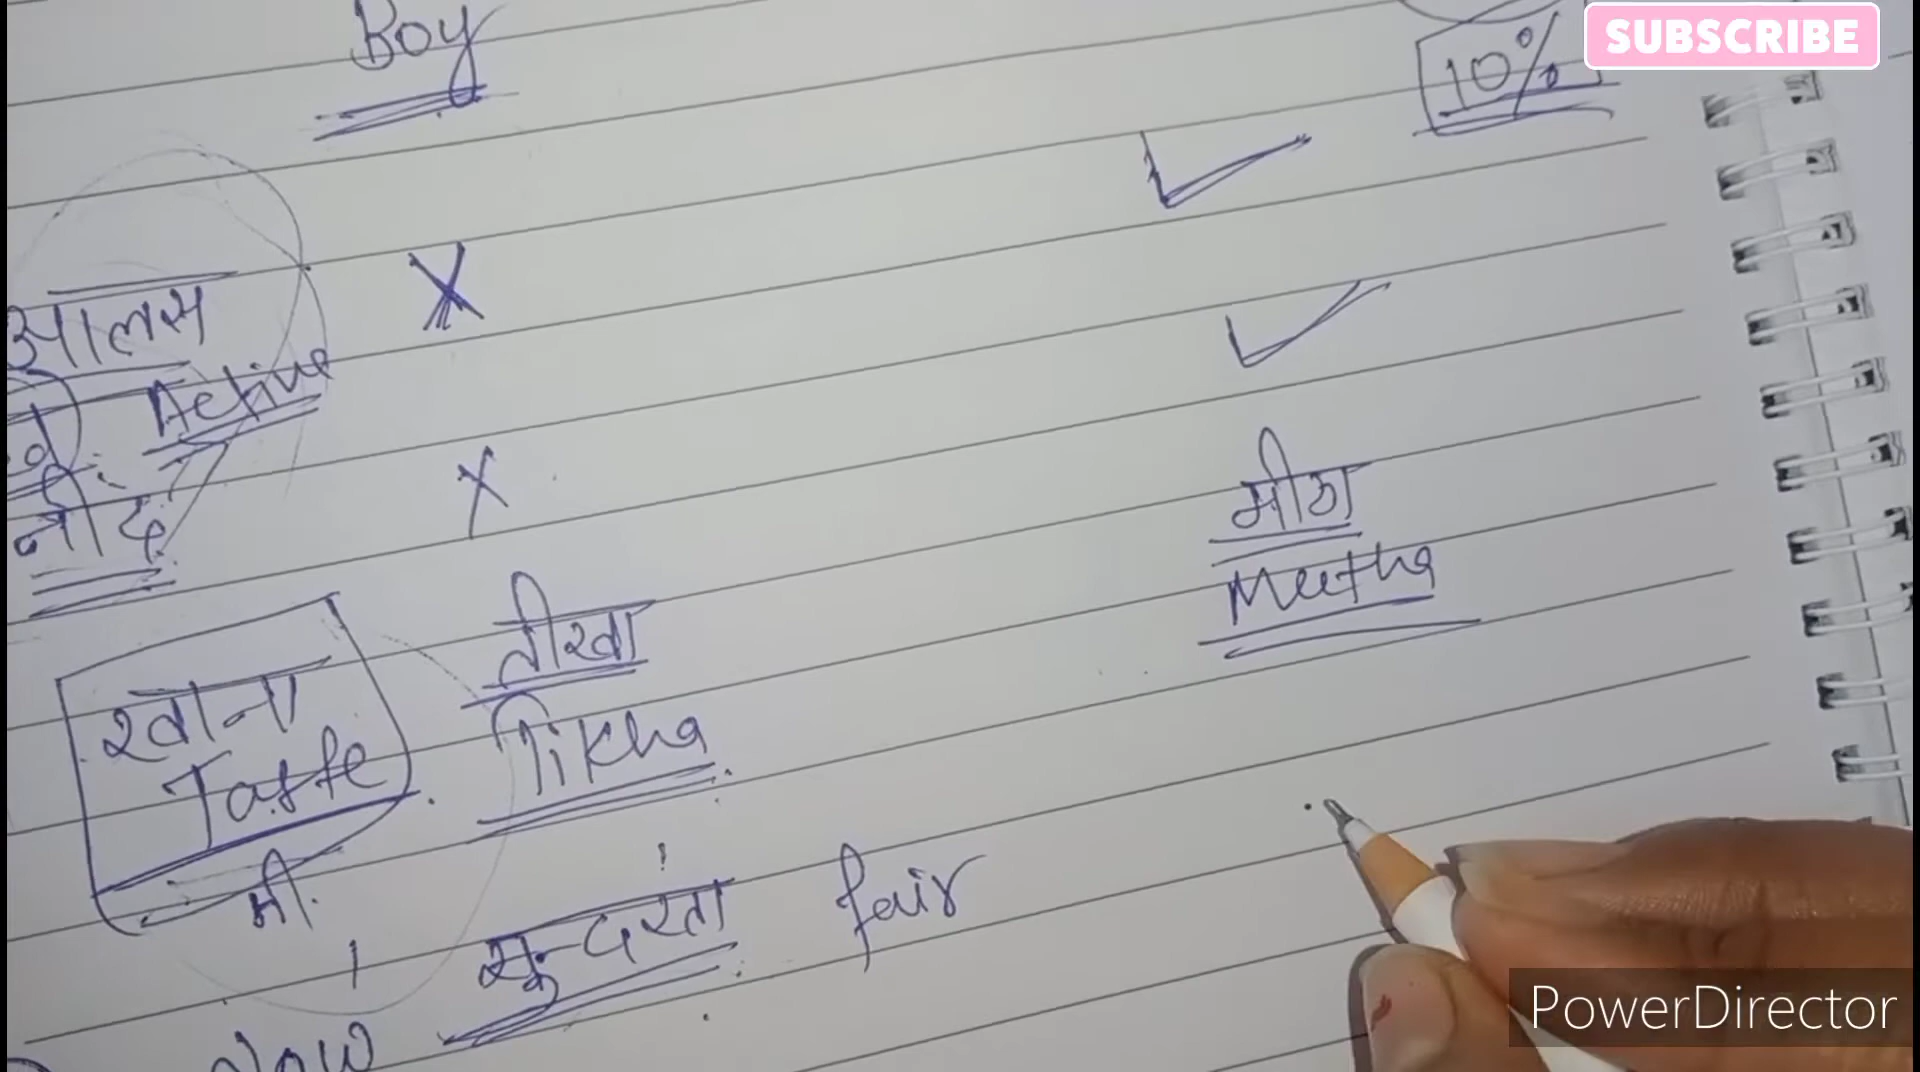 Boy
10%
SUBSCRIBE
आलस
Active
नींद
मीठा
Meetha
तीखा
Tikha
खाना
Taste
सुन्दरता fair
PowerDirector